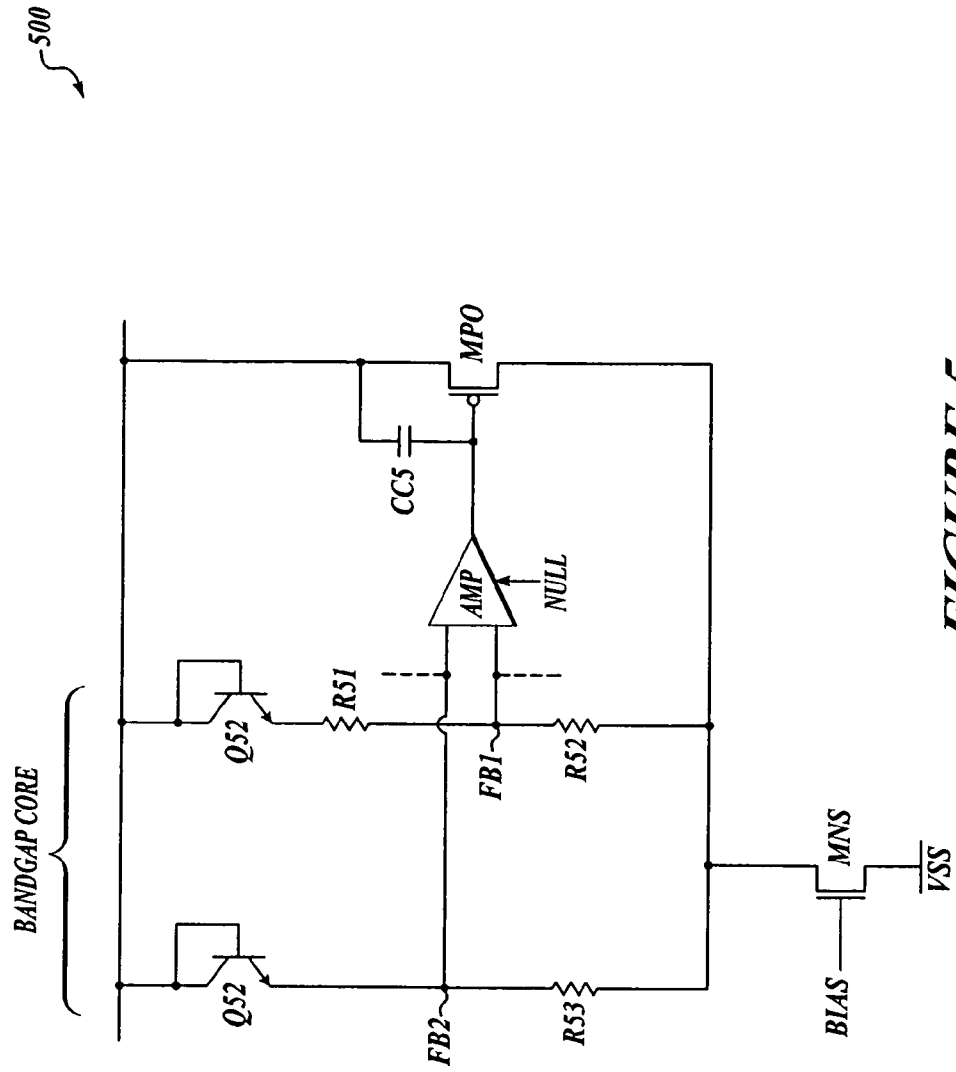 500
BANDGAP CORE
Q52
Q52
R51
CC5
MPO
AMP
NULL
FB2
FB1
R53
R52
BIAS
MNS
VSS
FIGURE 5